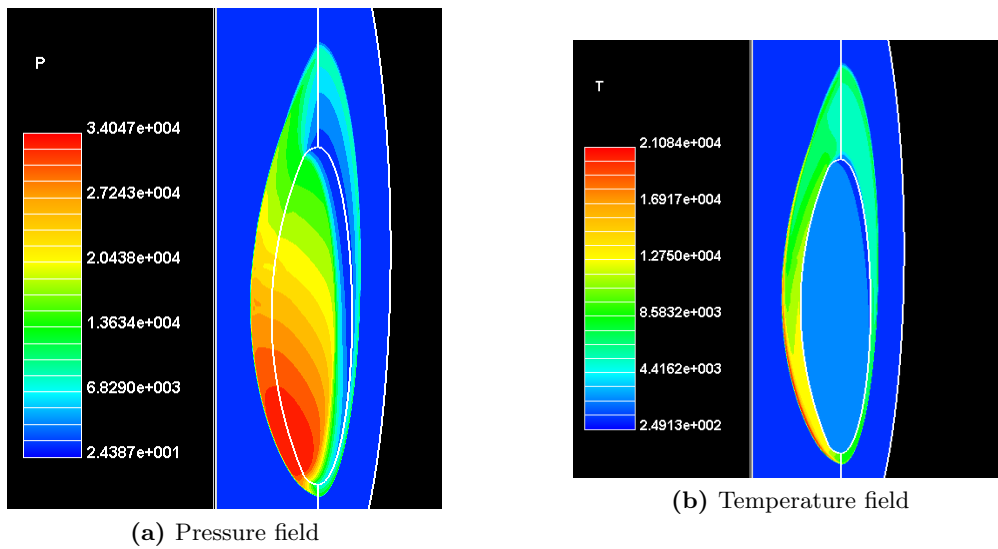 P
3.4047e+004
2.7243e+004
2.0438e+004
1.3634e+004
6.8290e+003
2.4387e+001
(a) Pressure field
T
2.1084e+004
1.6917e+004
1.2750e+004
8.5832e+003
4.4162e+003
2.4913e+002
(b) Temperature field